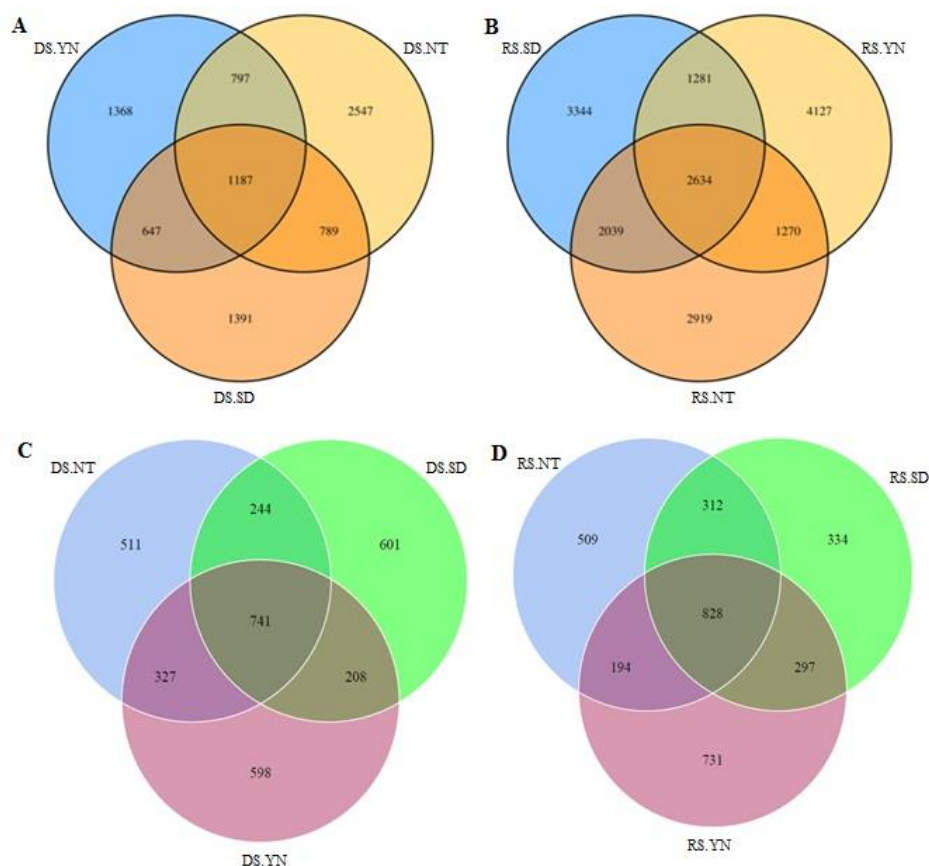 A
DS.YN
DS.NT
797
1368
2547
1187
647
789
1391
DS.SD
B
RS.SD
RS.YN
1281
3344
4127
2634
2039
1270
2919
RS.NT
C
DS.NT
DS.SD
244
511
601
741
327
208
598
DS.YN
D
RS.NT
RS.SD
312
509
334
828
194
297
731
RS.YN